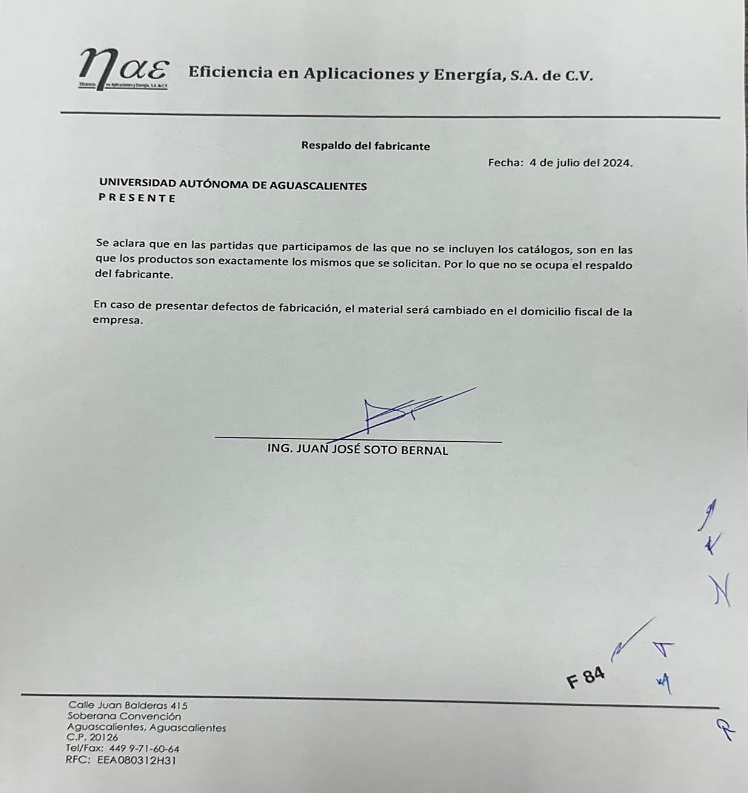 ηαε Eficiencia en Aplicaciones y Energía, S.A. de C.V.
Eficiencia en Aplicaciones y Energía, S.A. de C.V.
Respaldo del fabricante
Fecha: 4 de julio del 2024.
UNIVERSIDAD AUTÓNOMA DE AGUASCALIENTES
P R E S E N T E
Se aclara que en las partidas que participamos de las que no se incluyen los catálogos, son en las
que los productos son exactamente los mismos que se solicitan. Por lo que no se ocupa el respaldo
del fabricante.
En caso de presentar defectos de fabricación, el material será cambiado en el domicilio fiscal de la
empresa.
ING. JUAN JOSÉ SOTO BERNAL
F 84
Calle Juan Balderas 415
Soberana Convención
Aguascalientes, Aguascalientes
C.P. 20126
Tel/Fax: 449 9-71-60-64
RFC: EEA080312H31